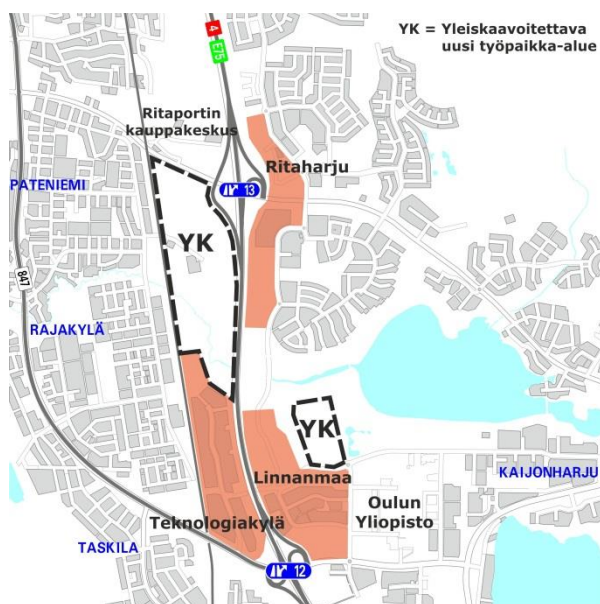 YK = Yleiskaavoitettava
uusi työpaikka-alue
4
E75
Ritaportin
kauppakeskus
Ritaharju
PATENIEMI
13
YK
847
RAJAKYLÄ
YK
Linnanmaa
KAIJONHARJU
Oulun
Yliopisto
Teknologiakylä
TASKILA
12